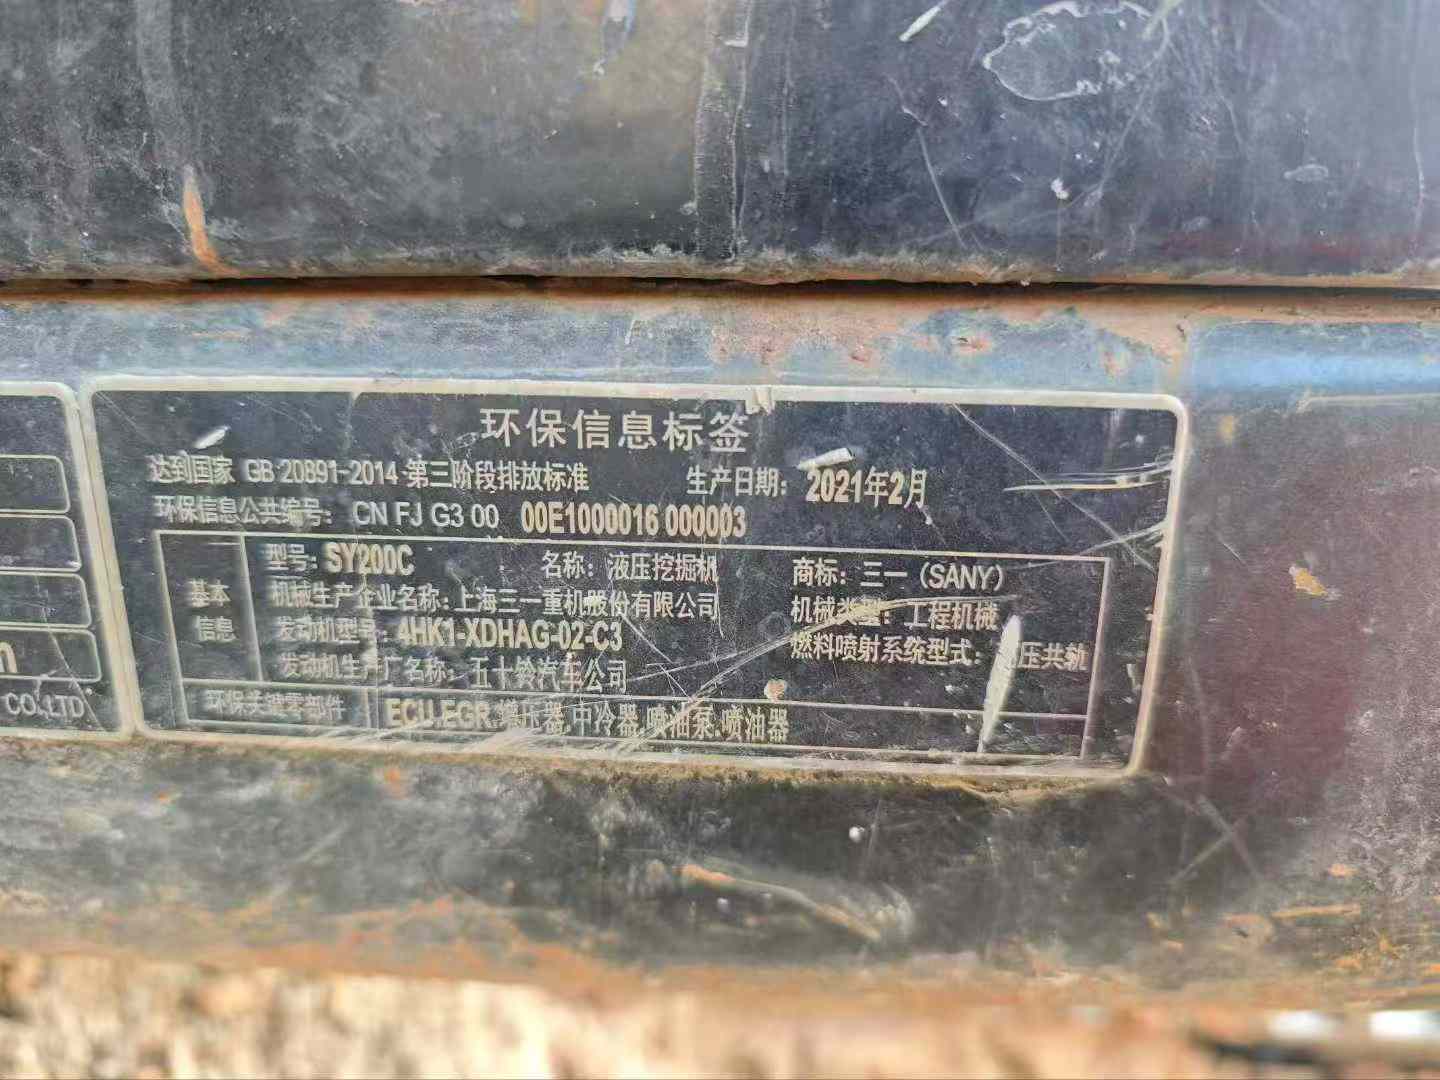 环保信息标签
达到国家 GB 20891-2014 第三阶段排放标准 生产日期: 2021年2月
环保信息公共编号: CN FJ G3 00 00E1000016 000003
基本信息
型号: SY200C 名称: 液压挖掘机 商标: 三一 (SANY)
机械生产企业名称: 上海三一重机股份有限公司 机械类型: 工程机械
发动机型号: 4HK1-XDHAG-02-C3 燃料喷射系统型式: 压共轨
发动机生产厂名称: 五十铃汽车公司
环保关键零部件 ECU.EGR.增压器.中冷器.喷油泵.喷油器
m
CO.,LTD